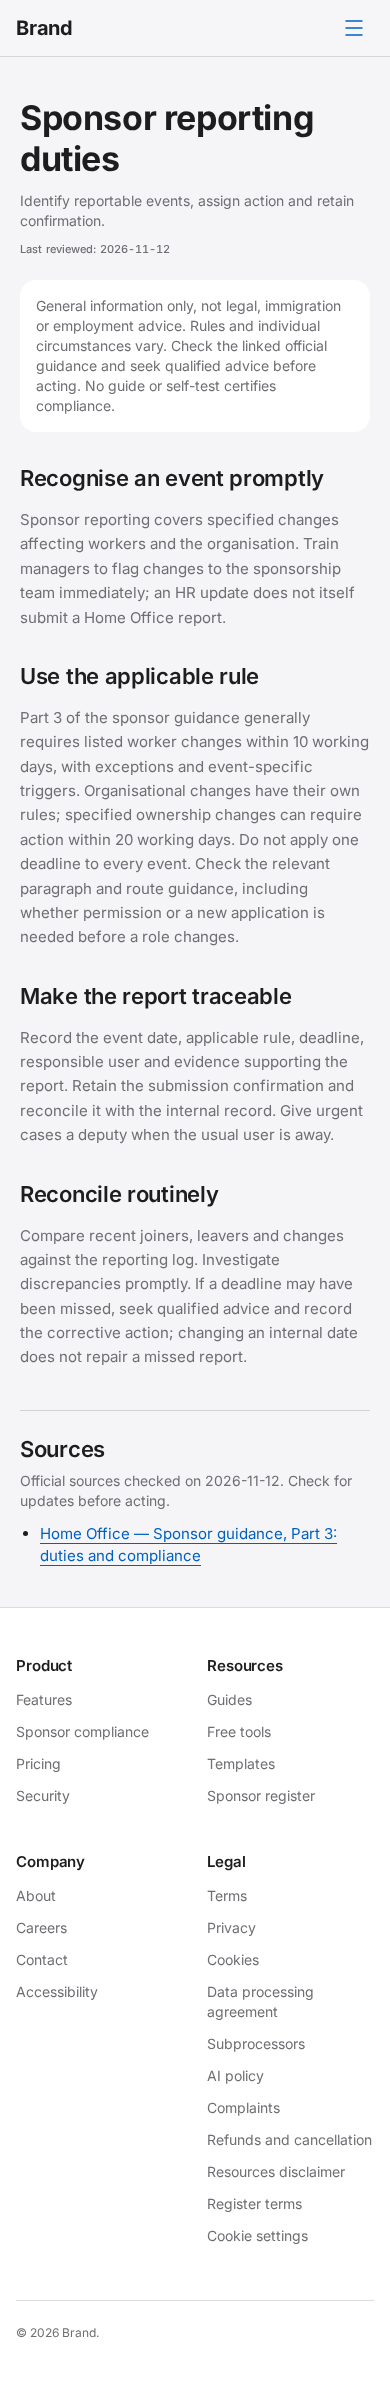 Brand
Sponsor reporting
duties
Identify reportable events, assign action and retain
confirmation.
Last reviewed: 2026-11-12
General information only, not legal, immigration
or employment advice. Rules and individual
circumstances vary. Check the linked official
guidance and seek qualified advice before
acting. No guide or self-test certifies
compliance.
Recognise an event promptly
Sponsor reporting covers specified changes
affecting workers and the organisation. Train
managers to flag changes to the sponsorship
team immediately; an HR update does not itself
submit a Home Office report.
Use the applicable rule
Part 3 of the sponsor guidance generally
requires listed worker changes within 10 working
days, with exceptions and event-specific
triggers. Organisational changes have their own
rules; specified ownership changes can require
action within 20 working days. Do not apply one
deadline to every event. Check the relevant
paragraph and route guidance, including
whether permission or a new application is
needed before a role changes.
Make the report traceable
Record the event date, applicable rule, deadline,
responsible user and evidence supporting the
report. Retain the submission confirmation and
reconcile it with the internal record. Give urgent
cases a deputy when the usual user is away.
Reconcile routinely
Compare recent joiners, leavers and changes
against the reporting log. Investigate
discrepancies promptly. If a deadline may have
been missed, seek qualified advice and record
the corrective action; changing an internal date
does not repair a missed report.
Sources
Official sources checked on 2026-11-12. Check for
updates before acting.
Home Office — Sponsor guidance, Part 3:
duties and compliance
Product
Features
Sponsor compliance
Pricing
Security
Resources
Guides
Free tools
Templates
Sponsor register
Company
About
Careers
Contact
Accessibility
Legal
Terms
Privacy
Cookies
Data processing
agreement
Subprocessors
AI policy
Complaints
Refunds and cancellation
Resources disclaimer
Register terms
Cookie settings
© 2026 Brand.